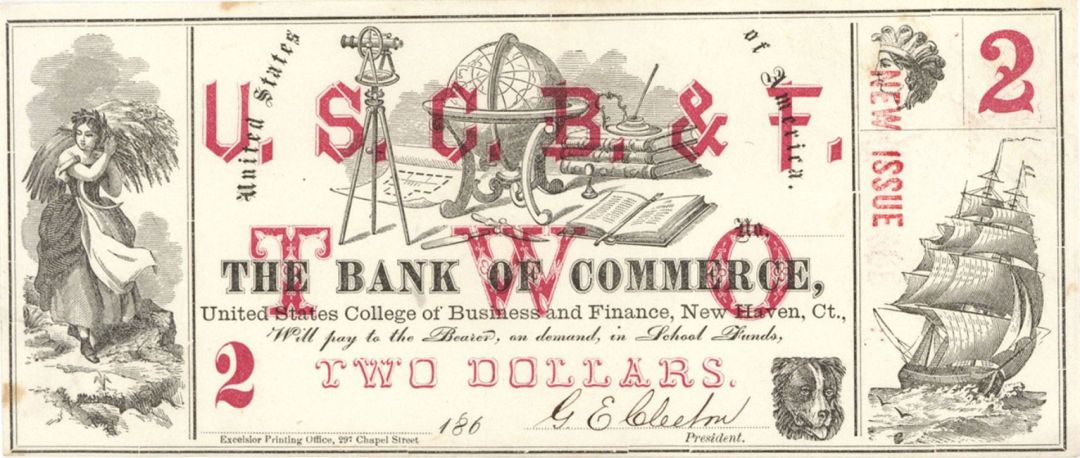 United States of America.
U. S. C. B. & F.
2
NEW ISSUE
No.
TWO
THE BANK OF COMMERCE,
United States College of Business and Finance, New Haven, Ct.,
Will pay to the Bearer, on demand, in School Funds,
2
TWO DOLLARS.
186
G E Cleeton
President.
Excelsior Printing Office, 297 Chapel Street